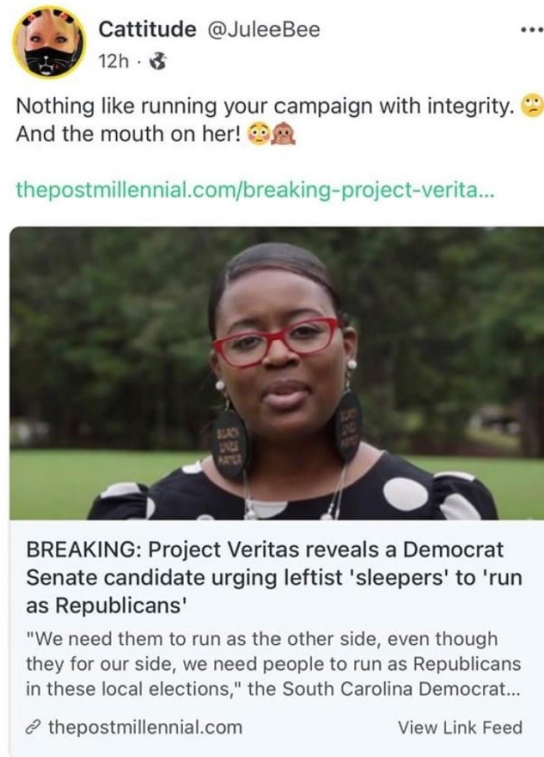 Cattitude @JuleeBee
12h ·
Nothing like running your campaign with integrity. 🙄
And the mouth on her! 😳🙊
thepostmillennial.com/breaking-project-verita...
BLACK
LIVES
MATTER
BREAKING: Project Veritas reveals a Democrat
Senate candidate urging leftist 'sleepers' to 'run
as Republicans'
"We need them to run as the other side, even though
they for our side, we need people to run as Republicans
in these local elections," the South Carolina Democrat...
thepostmillennial.com
View Link Feed